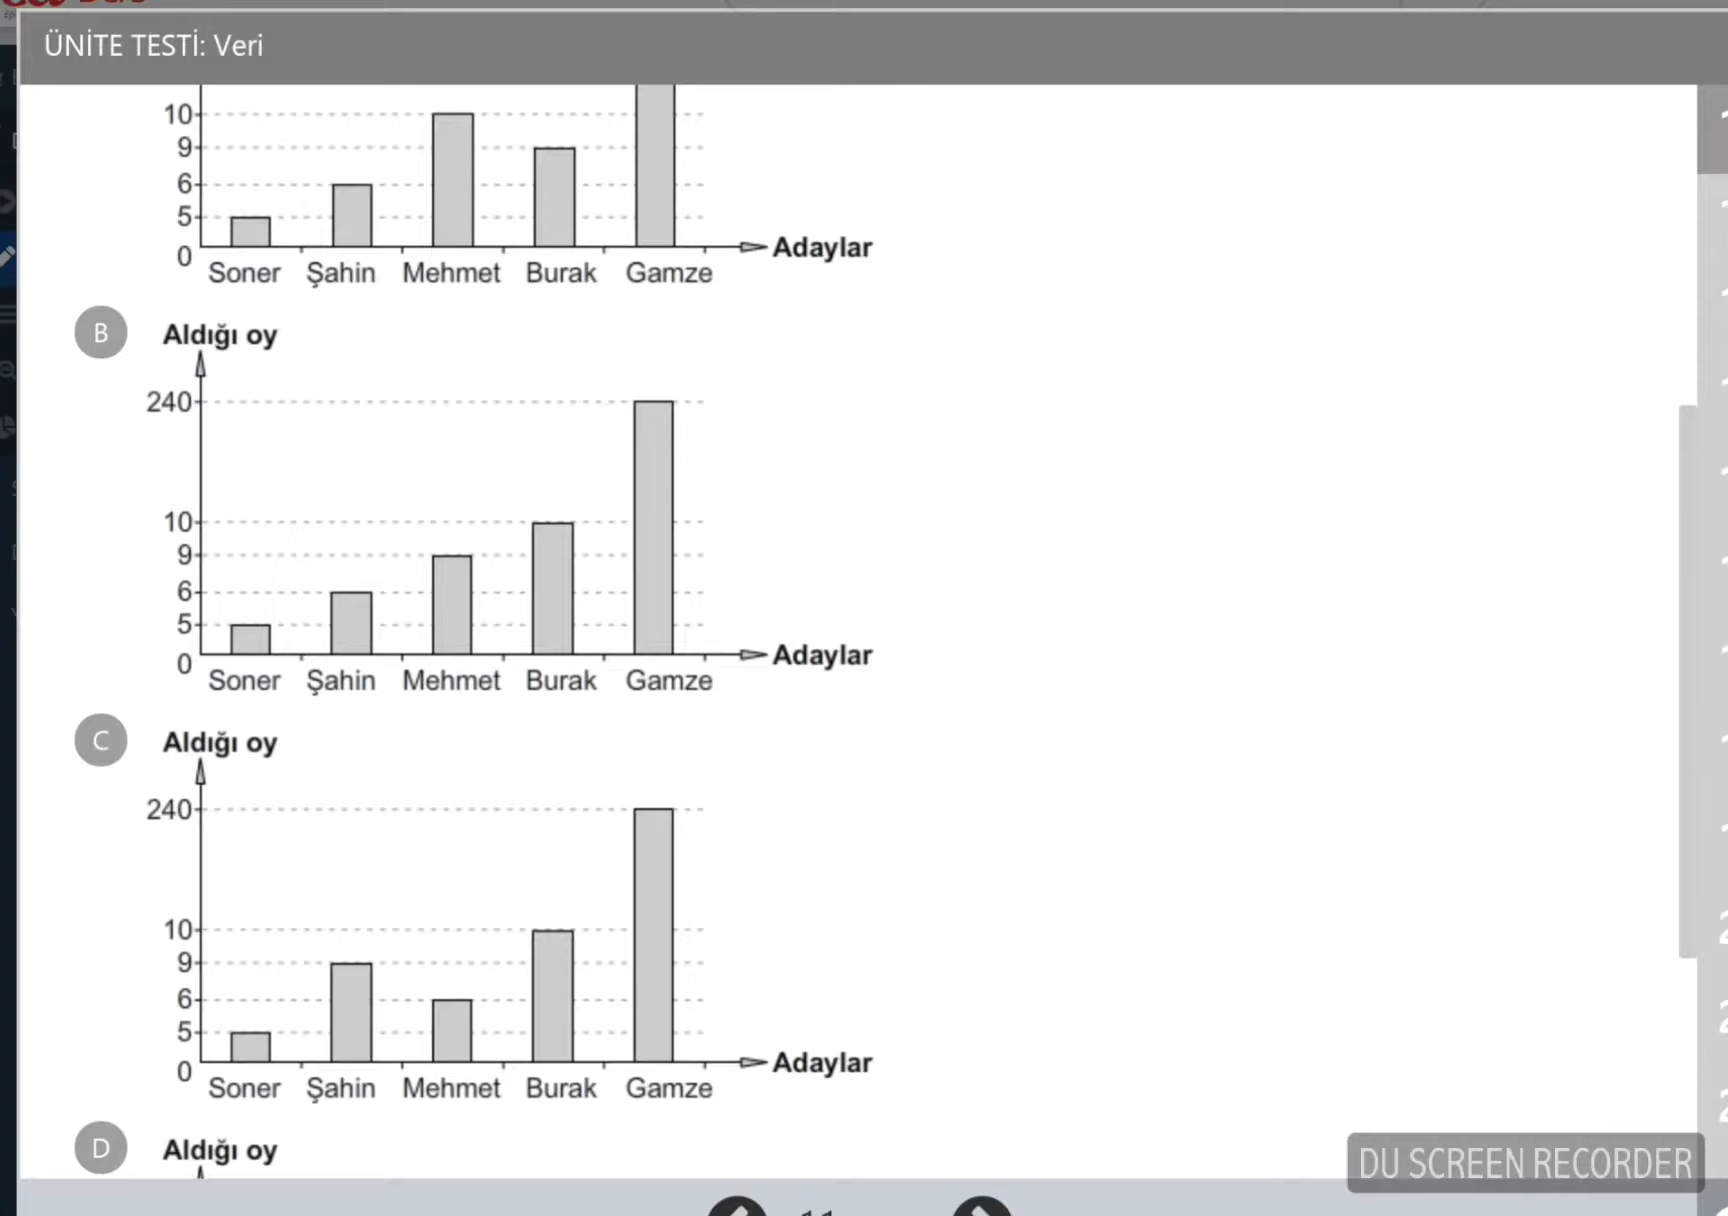 ÜNİTE TESTİ: Veri
10
9
6
5
0
Adaylar
Soner Şahin Mehmet Burak Gamze
B
Aldığı oy
240
10
9
6
5
0
Adaylar
Soner Şahin Mehmet Burak Gamze
C
Aldığı oy
240
10
9
6
5
0
Adaylar
Soner Şahin Mehmet Burak Gamze
D
Aldığı oy
DU SCREEN RECORDER